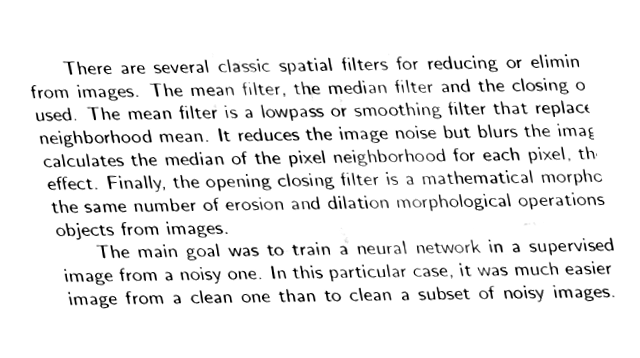 There are several classic spatial filters for reducing or elimin
from images. The mean filter, the median filter and the closing o
used. The mean filter is a lowpass or smoothing filter that replace
neighborhood mean. It reduces the image noise but blurs the imag
calculates the median of the pixel neighborhood for each pixel, th
effect. Finally, the opening closing filter is a mathematical morpho
the same number of erosion and dilation morphological operations
objects from images.
The main goal was to train a neural network in a supervised
image from a noisy one. In this particular case, it was much easier
image from a clean one than to clean a subset of noisy images.